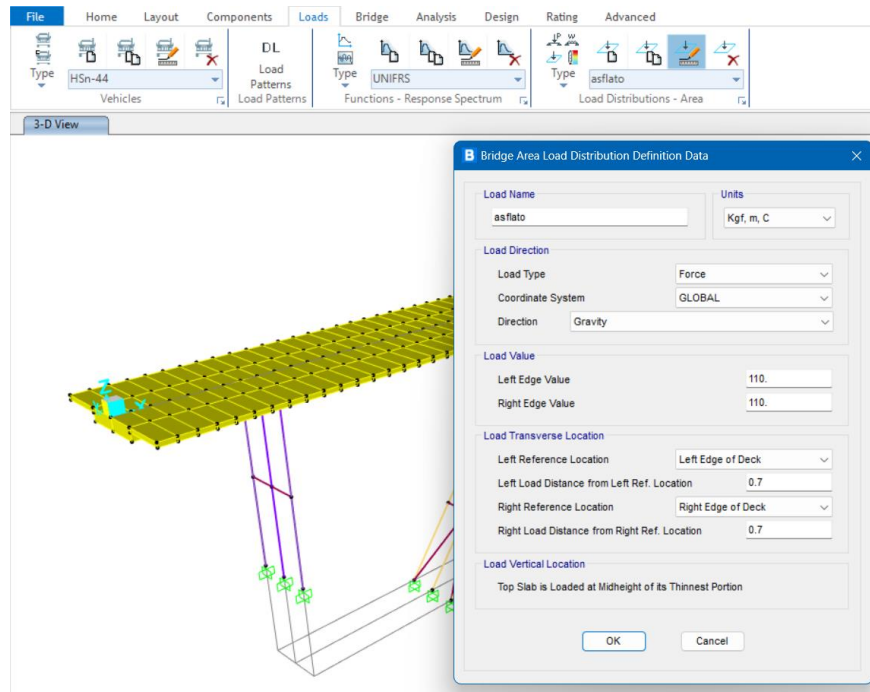 File Home Layout Components Loads Bridge Analysis Design Rating Advanced
Type
HSn-44
Vehicles
DL
Load
Patterns
Load Patterns
Type
UNIFRS
Functions - Response Spectrum
P W
Type
asflato
Load Distributions - Area
3-D View
Z
Y
B Bridge Area Load Distribution Definition Data
Load Name
asflato
Units
Kgf, m, C
Load Direction
Load Type Force
Coordinate System GLOBAL
Direction Gravity
Load Value
Left Edge Value 110.
Right Edge Value 110.
Load Transverse Location
Left Reference Location Left Edge of Deck
Left Load Distance from Left Ref. Location 0.7
Right Reference Location Right Edge of Deck
Right Load Distance from Right Ref. Location 0.7
Load Vertical Location
Top Slab is Loaded at Midheight of its Thinnest Portion
OK Cancel